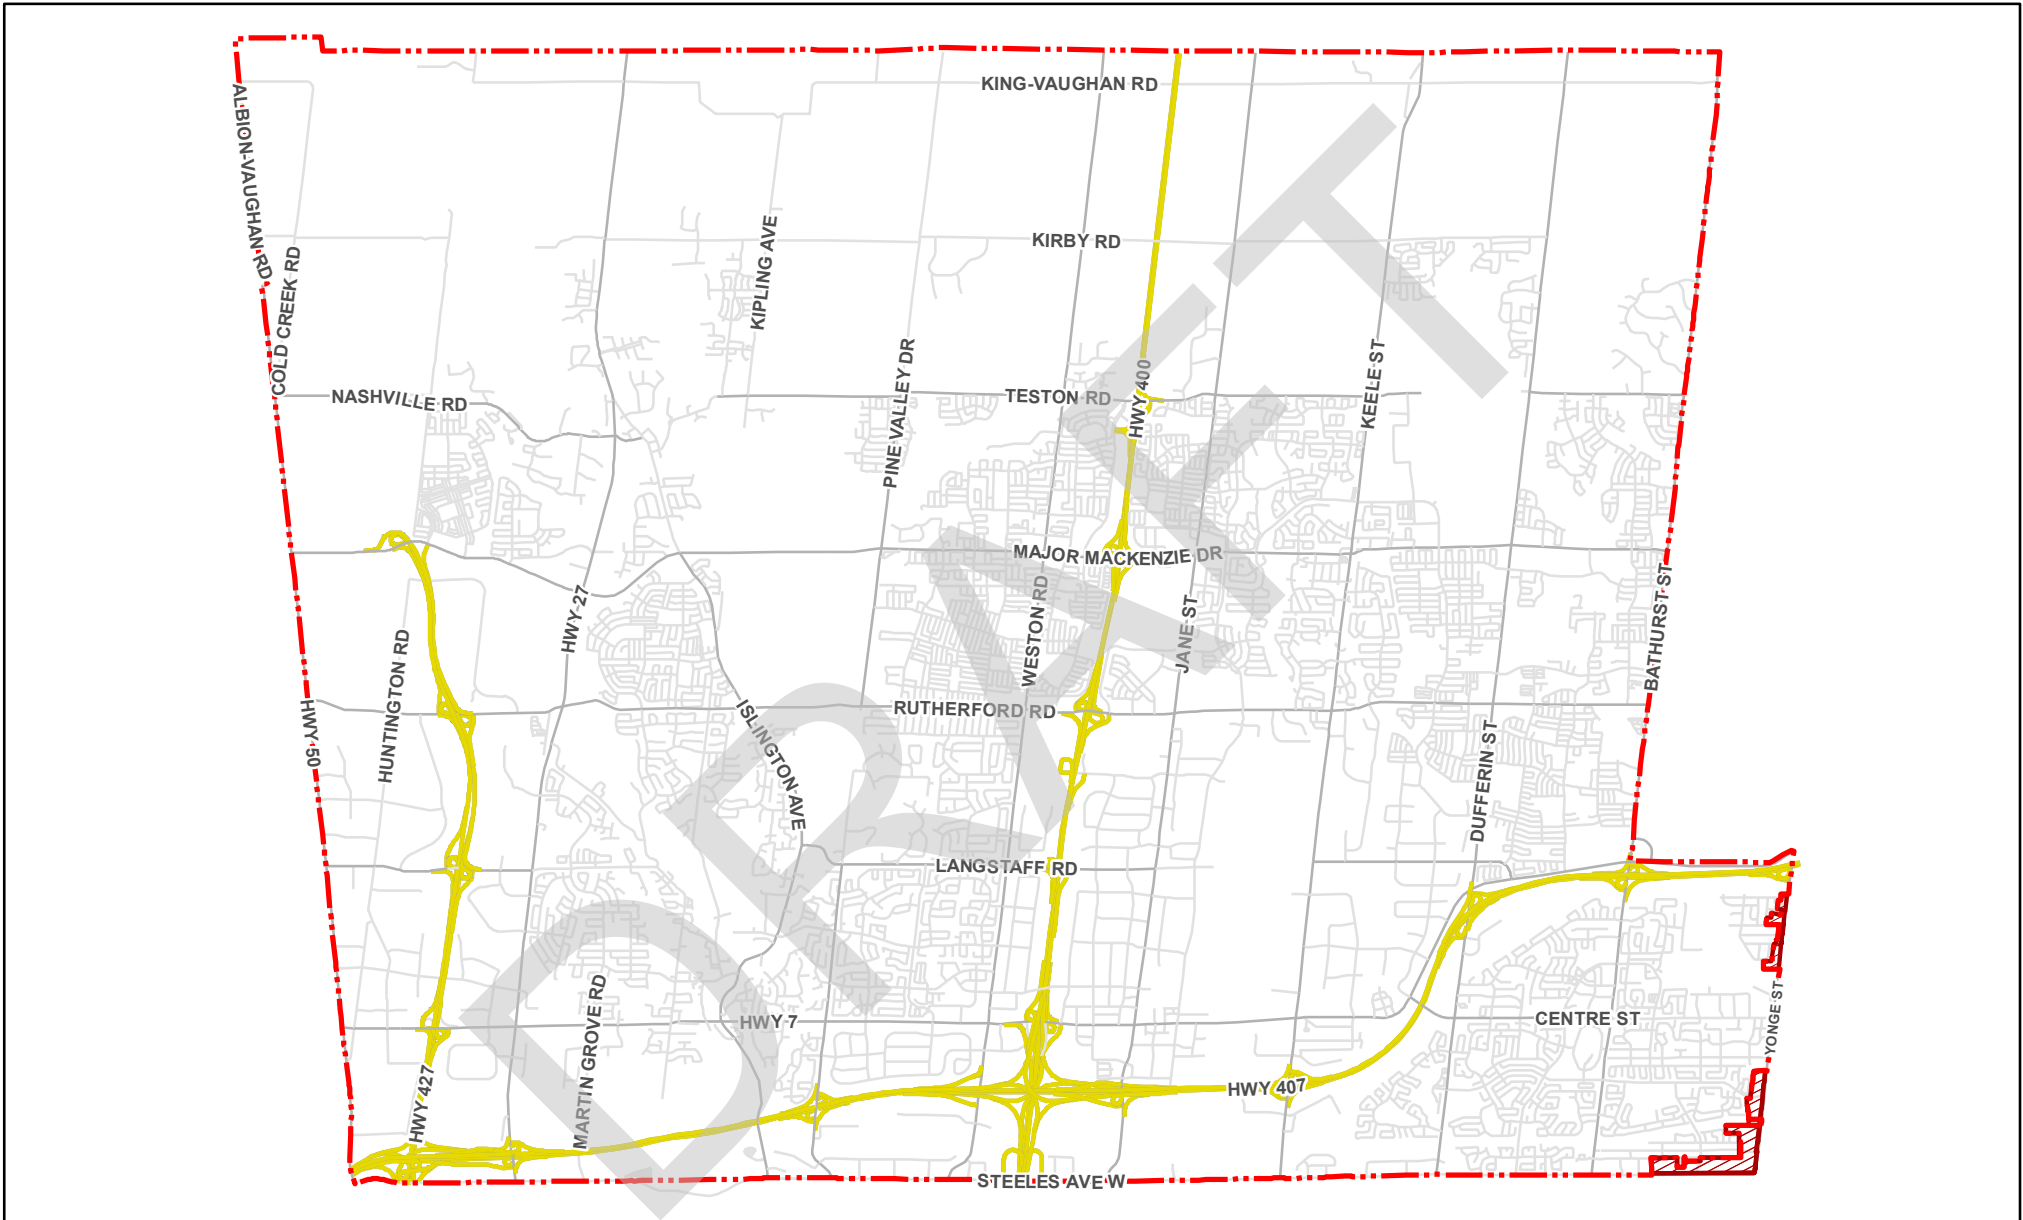 KING-VAUGHAN RD
ALBION-VAUGHAN RD
KIRBY RD
KIPLING AVE
COLD CREEK RD
NASHVILLE RD
PINE VALLEY DR
TESTON RD
HWY 400
KEELE ST
MAJOR MACKENZIE DR
HWY 27
WESTON RD
JANE ST
BATHURST ST
HUNTINGTON RD
HWY 50
ISLINGTON AVE
RUTHERFORD RD
DUFFERIN ST
LANGSTAFF RD
MARTIN GROVE RD
HWY 7
CENTRE ST
YONGE ST
HWY 427
HWY 407
STEELES AVE W
DRAFT